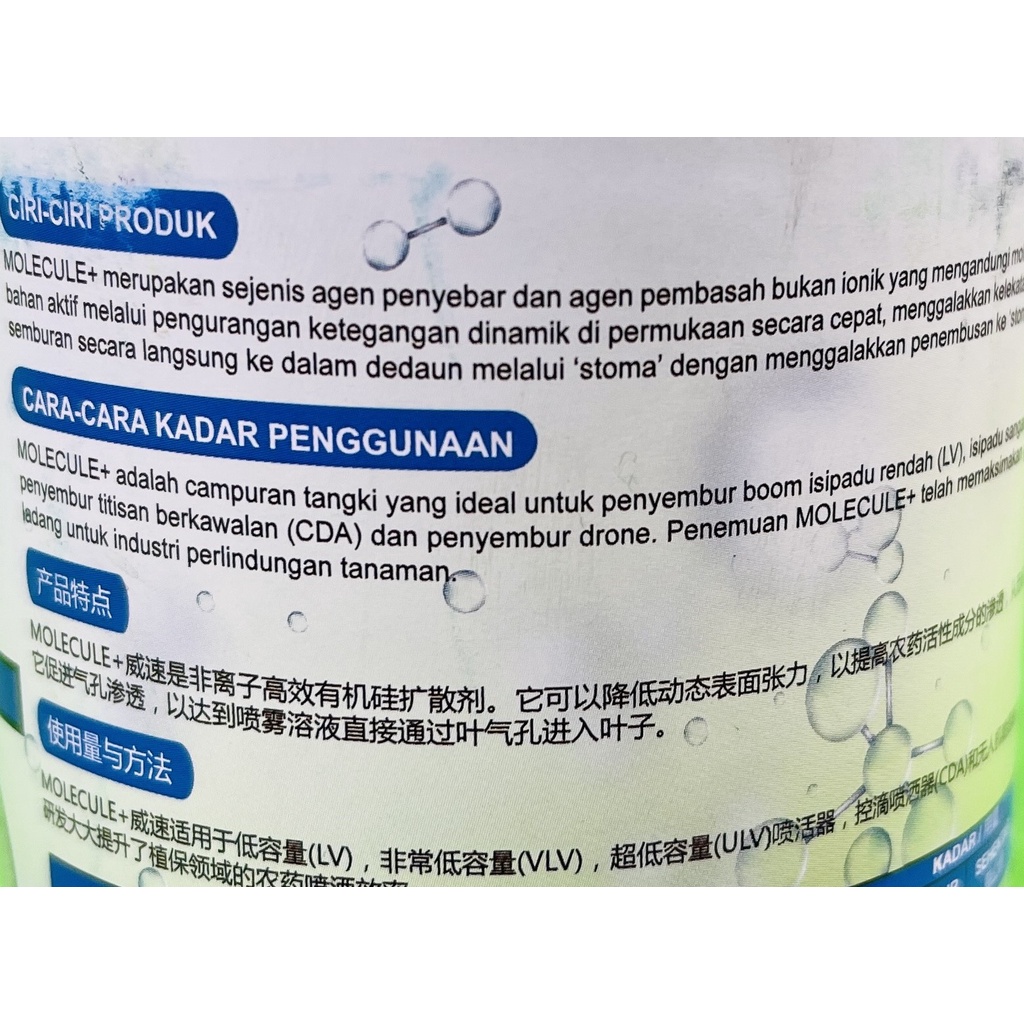 CIRI-CIRI PRODUK
MOLECULE+ merupakan sejenis agen penyebar dan agen pembasah bukan ionik yang mengandungi
bahan aktif melalui pengurangan ketegangan dinamik di permukaan secara cepat, menggalakkan
semburan secara langsung ke dalam dedaun melalui ‘stoma’ dengan menggalakkan penembusan ke
CARA-CARA KADAR PENGGUNAAN
MOLECULE+ adalah campuran tangki yang ideal untuk penyembur boom isipadu rendah (LV), isipadu
penyembur titisan berkawalan (CDA) dan penyembur drone. Penemuan MOLECULE+ telah memaksimakan
ladang untuk industri perlindungan tanaman.
产品特点
MOLECULE+威速是非离子高效有机硅扩散剂。它可以降低动态表面张力，以提高农药活性成分的渗透
它促进气孔渗透，以达到喷雾溶液直接通过叶气孔进入叶子。
使用量与方法
MOLECULE+威速适用于低容量(LV)，非常低容量(VLV)，超低容量(ULV)喷活器，控滴喷洒器(CDA)和无人
研发大大提升了植保领域的农药喷洒效率
KADAR